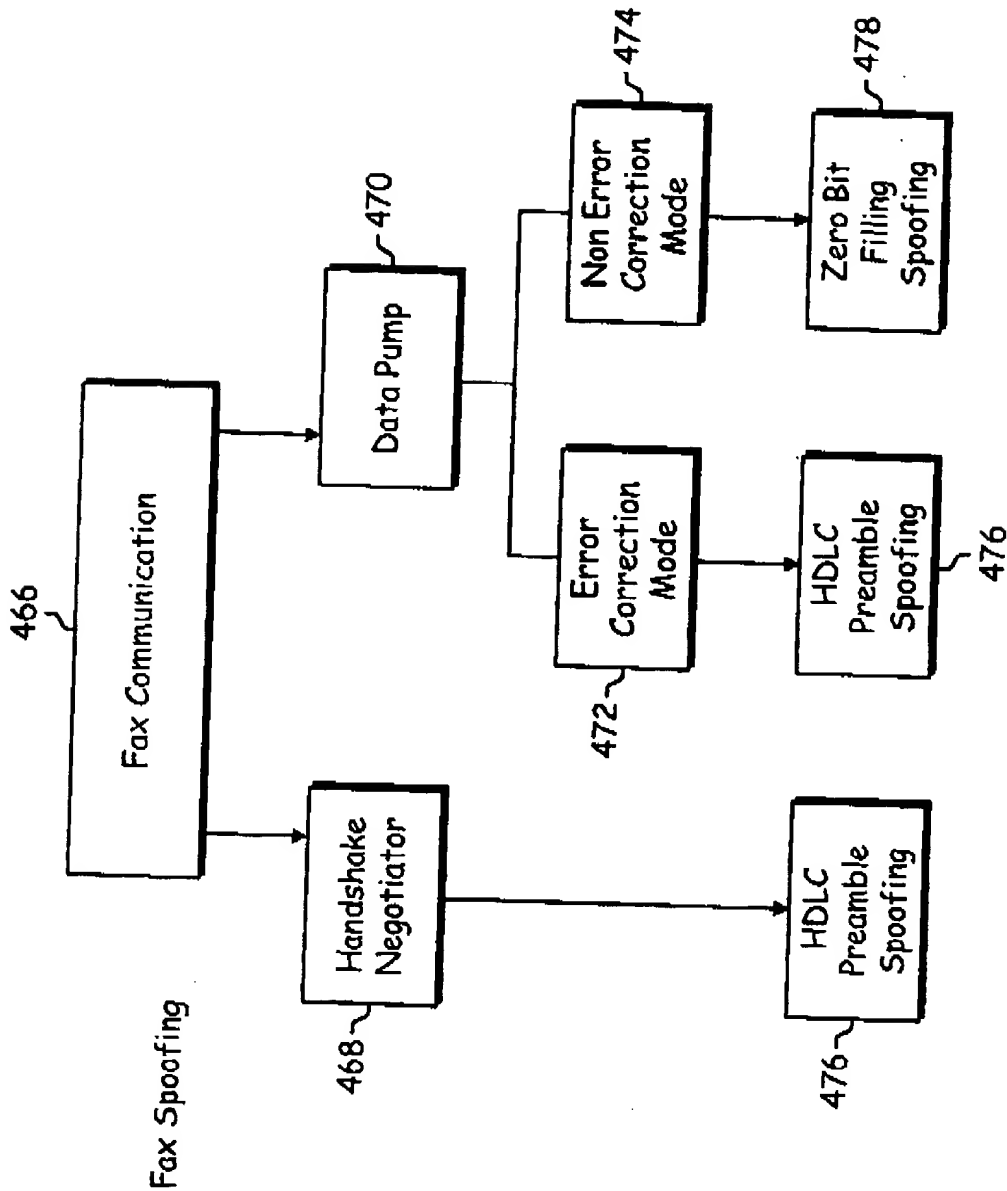 Fax Spoofing
466
Fax Communication
Handshake
Negotiator
468
Data Pump
470
Error
Correction
Mode
472
Non Error
Correction
Mode
474
HDLC
Preamble
Spoofing
476
HDLC
Preamble
Spoofing
476
Zero Bit
Filling
Spoofing
478